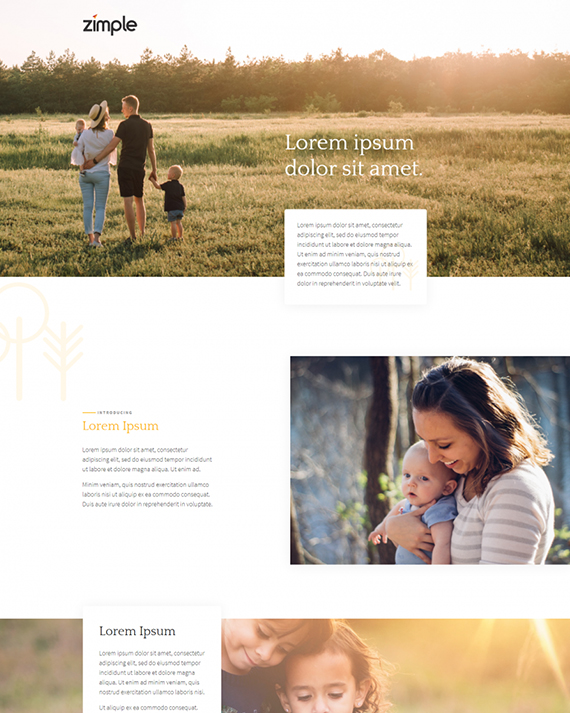 zimple
Lorem ipsum
dolor sit amet.
Lorem ipsum dolor sit amet, consectetur
adipiscing elit, sed do eiusmod tempor
incididunt ut labore et dolore magna aliqua.
Ut enim ad minim veniam, quis nostrud
exercitation ullamco laboris nisi ut aliquip ex
ea commodo consequat. Duis aute irure
dolor in reprehenderit in voluptate velit.
INTRODUCING
Lorem Ipsum
Lorem ipsum dolor sit amet, consectetur
adipiscing elit, sed do eiusmod tempor incididunt
ut labore et dolore magna aliqua. Ut enim ad.
Minim veniam, quis nostrud exercitation ullamco
laboris nisi ut aliquip ex ea commodo consequat.
Duis aute irure dolor in reprehenderit in voluptate.
Lorem Ipsum
Lorem ipsum dolor sit amet, consectetur
adipiscing elit, sed do eiusmod tempor
incididunt ut labore et dolore magna
aliqua. Ut enim ad minim veniam, quis
nostrud exercitation ullamco laboris nisi.
Ut aliquip ex ea commodo consequat.